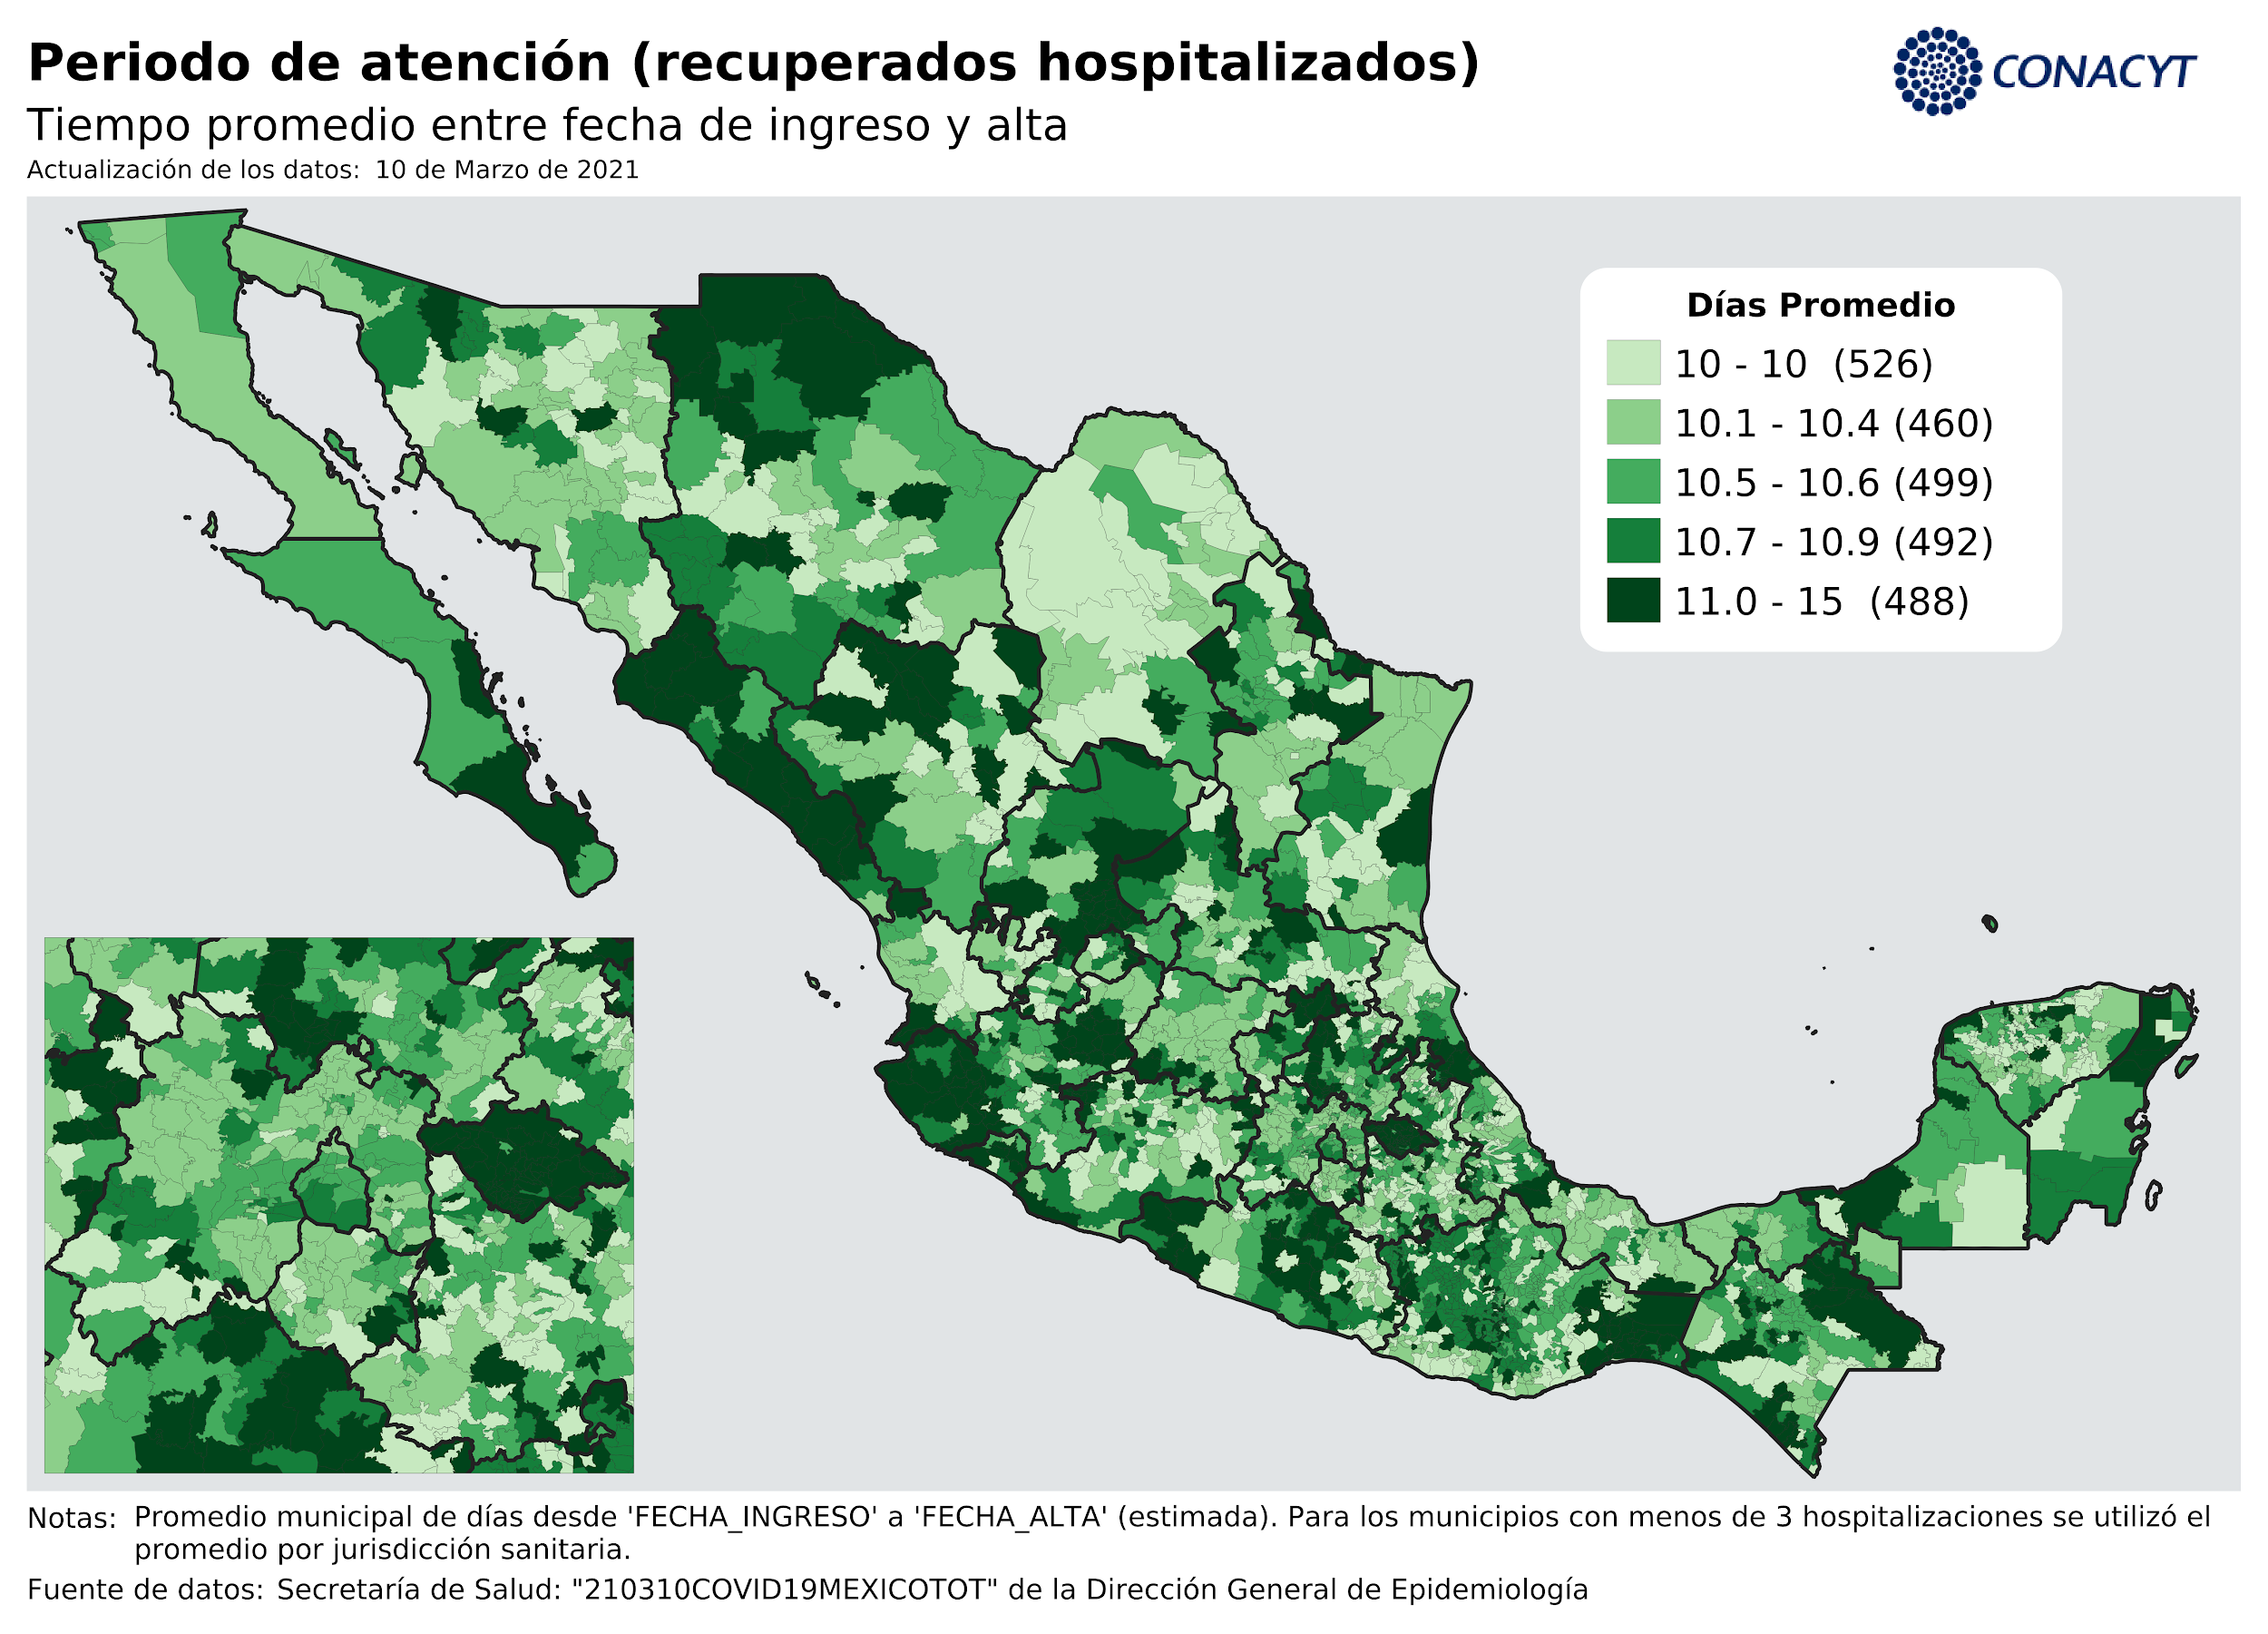 Periodo de atención (recuperados hospitalizados)
Tiempo promedio entre fecha de ingreso y alta
Actualización de los datos: 10 de Marzo de 2021
CONACYT
Días Promedio
10 - 10 (526)
10.1 - 10.4 (460)
10.5 - 10.6 (499)
10.7 - 10.9 (492)
11.0 - 15 (488)
Notas: Promedio municipal de días desde 'FECHA_INGRESO' a 'FECHA_ALTA' (estimada). Para los municipios con menos de 3 hospitalizaciones se utilizó el
promedio por jurisdicción sanitaria.
Fuente de datos: Secretaría de Salud: "210310COVID19MEXICOTOT" de la Dirección General de Epidemiología